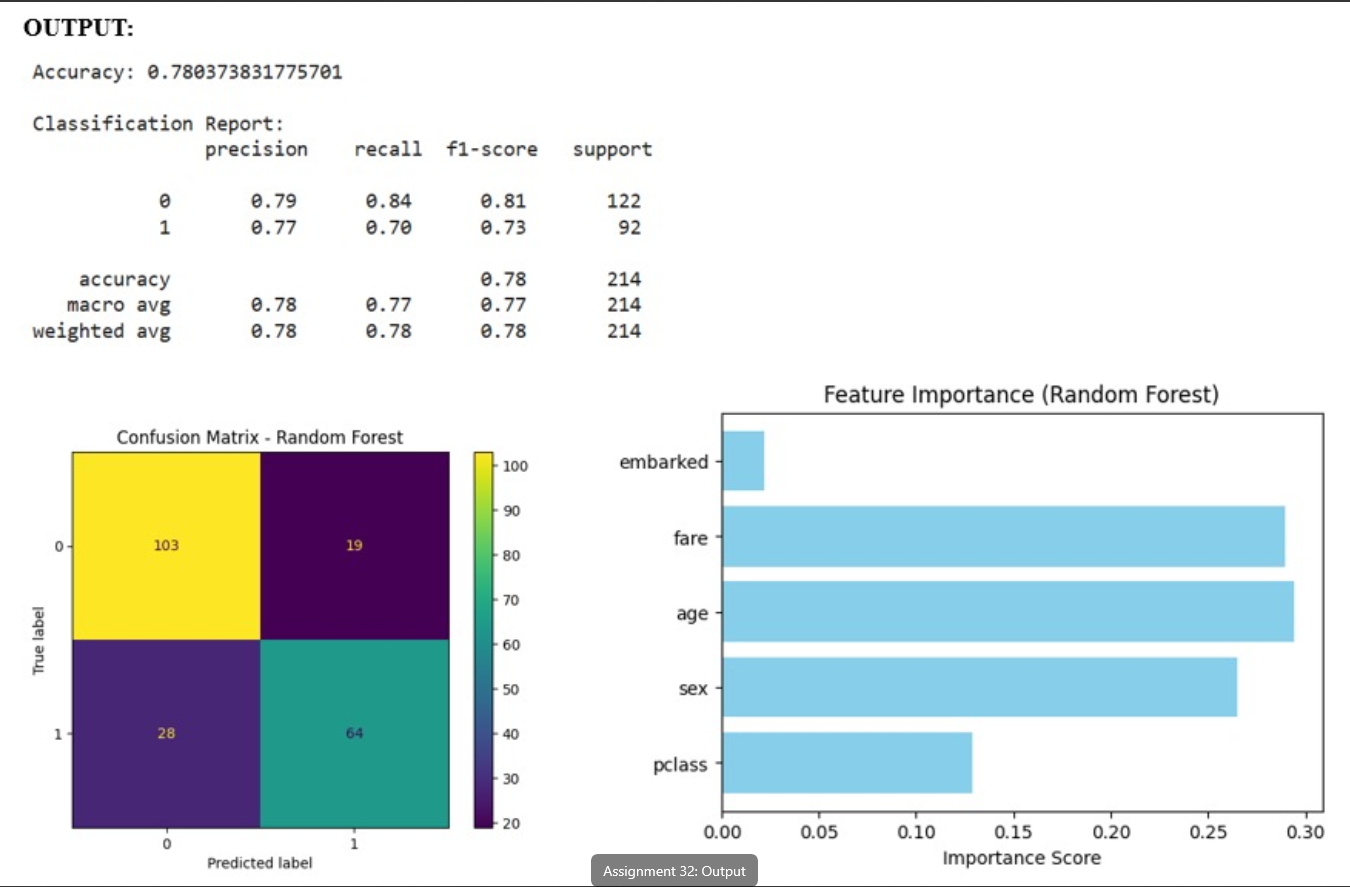 OUTPUT:
Accuracy: 0.780373831775701
Classification Report:
precision recall f1-score support
0 0.79 0.84 0.81 122
1 0.77 0.70 0.73 92
accuracy 0.78 214
macro avg 0.78 0.77 0.77 214
weighted avg 0.78 0.78 0.78 214
Confusion Matrix - Random Forest
True label
0
1
103 19
28 64
0 1
Predicted label
100
90
80
70
60
50
40
30
20
Feature Importance (Random Forest)
embarked
fare
age
sex
pclass
0.00 0.05 0.10 0.15 0.20 0.25 0.30
Importance Score
Assignment 32: Output